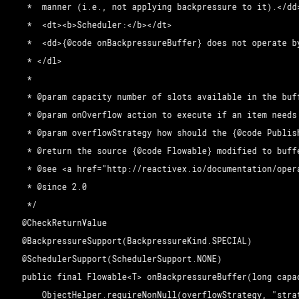 *  manner (i.e., not applying backpressure to it).</dd>
*  <dt><b>Scheduler:</b></dt>
*  <dd>{@code onBackpressureBuffer} does not operate by
* </dl>
*
* @param capacity number of slots available in the buff
* @param onOverflow action to execute if an item needs
* @param overflowStrategy how should the {@code Publish
* @return the source {@code Flowable} modified to buffe
* @see <a href="http://reactivex.io/documentation/opera
* @since 2.0
*/
@CheckReturnValue
@BackpressureSupport(BackpressureKind.SPECIAL)
@SchedulerSupport(SchedulerSupport.NONE)
public final Flowable<T> onBackpressureBuffer(long capac
ObjectHelper.requireNonNull(overflowStrategy, "strat